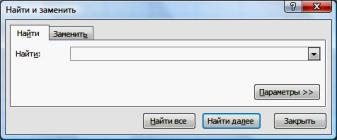 Найти и заменить
Найти Заменить
Найти:
Параметры >>
Найти все Найти далее Закрыть